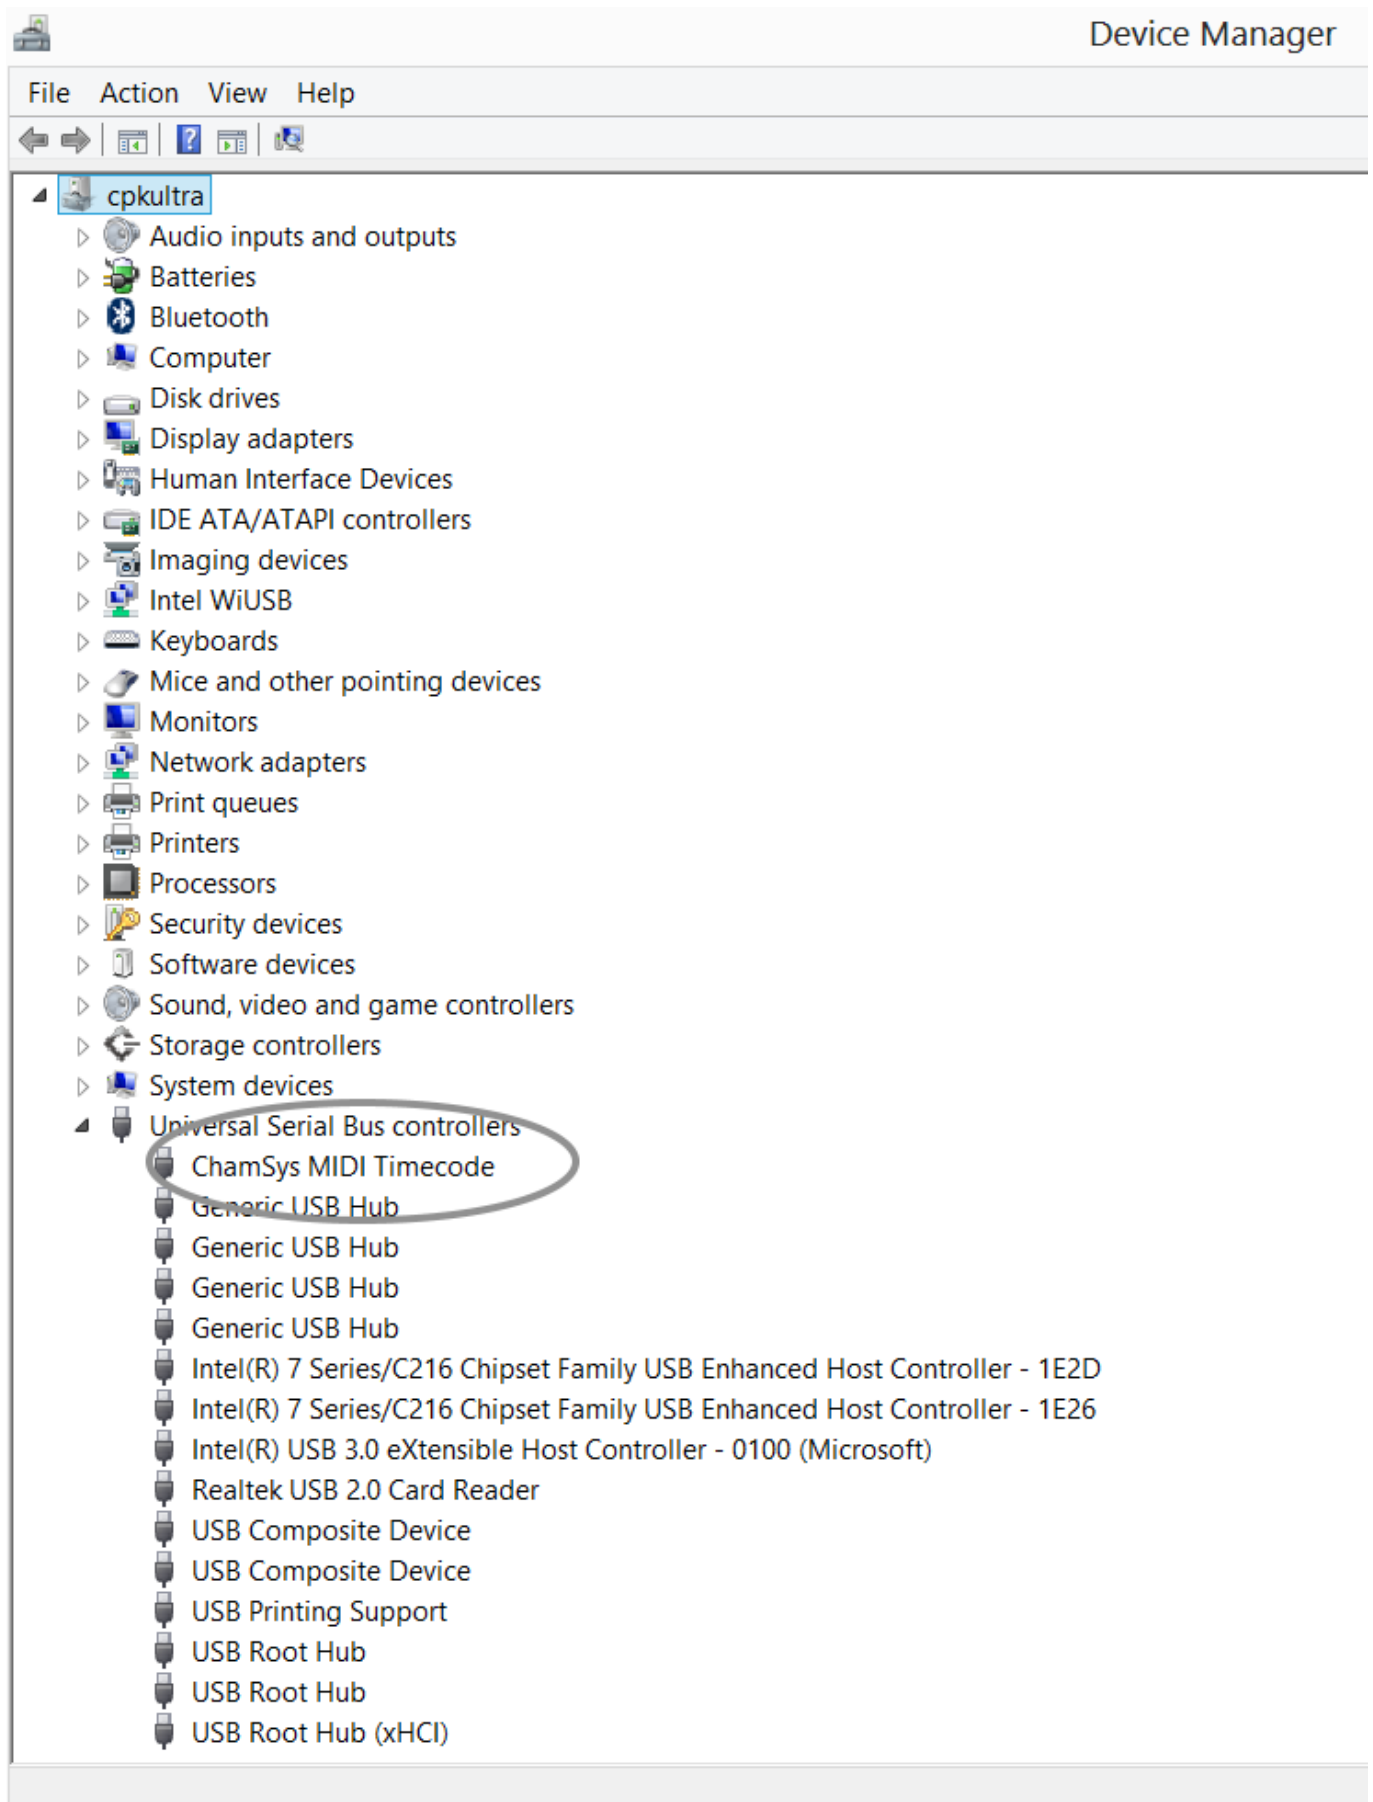 Device Manager
File Action View Help
cpkultra
Audio inputs and outputs
Batteries
Bluetooth
Computer
Disk drives
Display adapters
Human Interface Devices
IDE ATA/ATAPI controllers
Imaging devices
Intel WiUSB
Keyboards
Mice and other pointing devices
Monitors
Network adapters
Print queues
Printers
Processors
Security devices
Software devices
Sound, video and game controllers
Storage controllers
System devices
Universal Serial Bus controllers
ChamSys MIDI Timecode
Generic USB Hub
Generic USB Hub
Generic USB Hub
Generic USB Hub
Intel(R) 7 Series/C216 Chipset Family USB Enhanced Host Controller - 1E2D
Intel(R) 7 Series/C216 Chipset Family USB Enhanced Host Controller - 1E26
Intel(R) USB 3.0 eXtensible Host Controller - 0100 (Microsoft)
Realtek USB 2.0 Card Reader
USB Composite Device
USB Composite Device
USB Printing Support
USB Root Hub
USB Root Hub
USB Root Hub (xHCI)